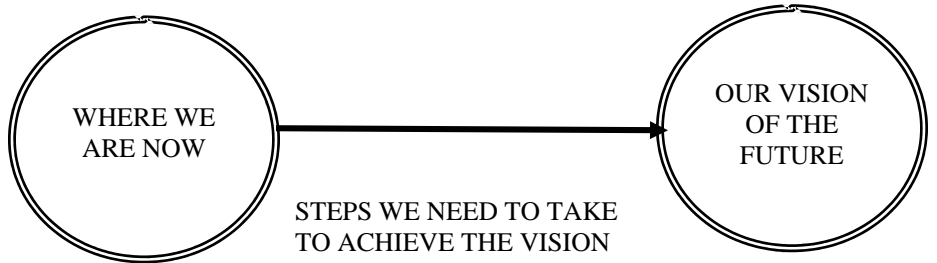 WHERE WE
ARE NOW
STEPS WE NEED TO TAKE
TO ACHIEVE THE VISION
OUR VISION
OF THE
FUTURE